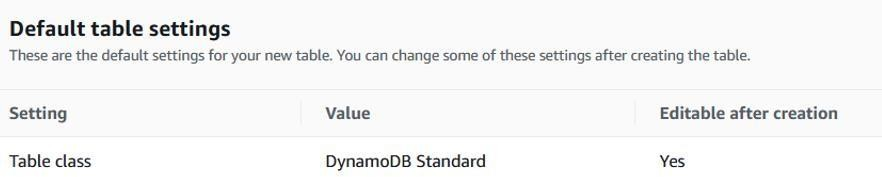 Default table settings
These are the default settings for your new table. You can change some of these settings after creating the table.
Setting Value Editable after creation
Table class DynamoDB Standard Yes